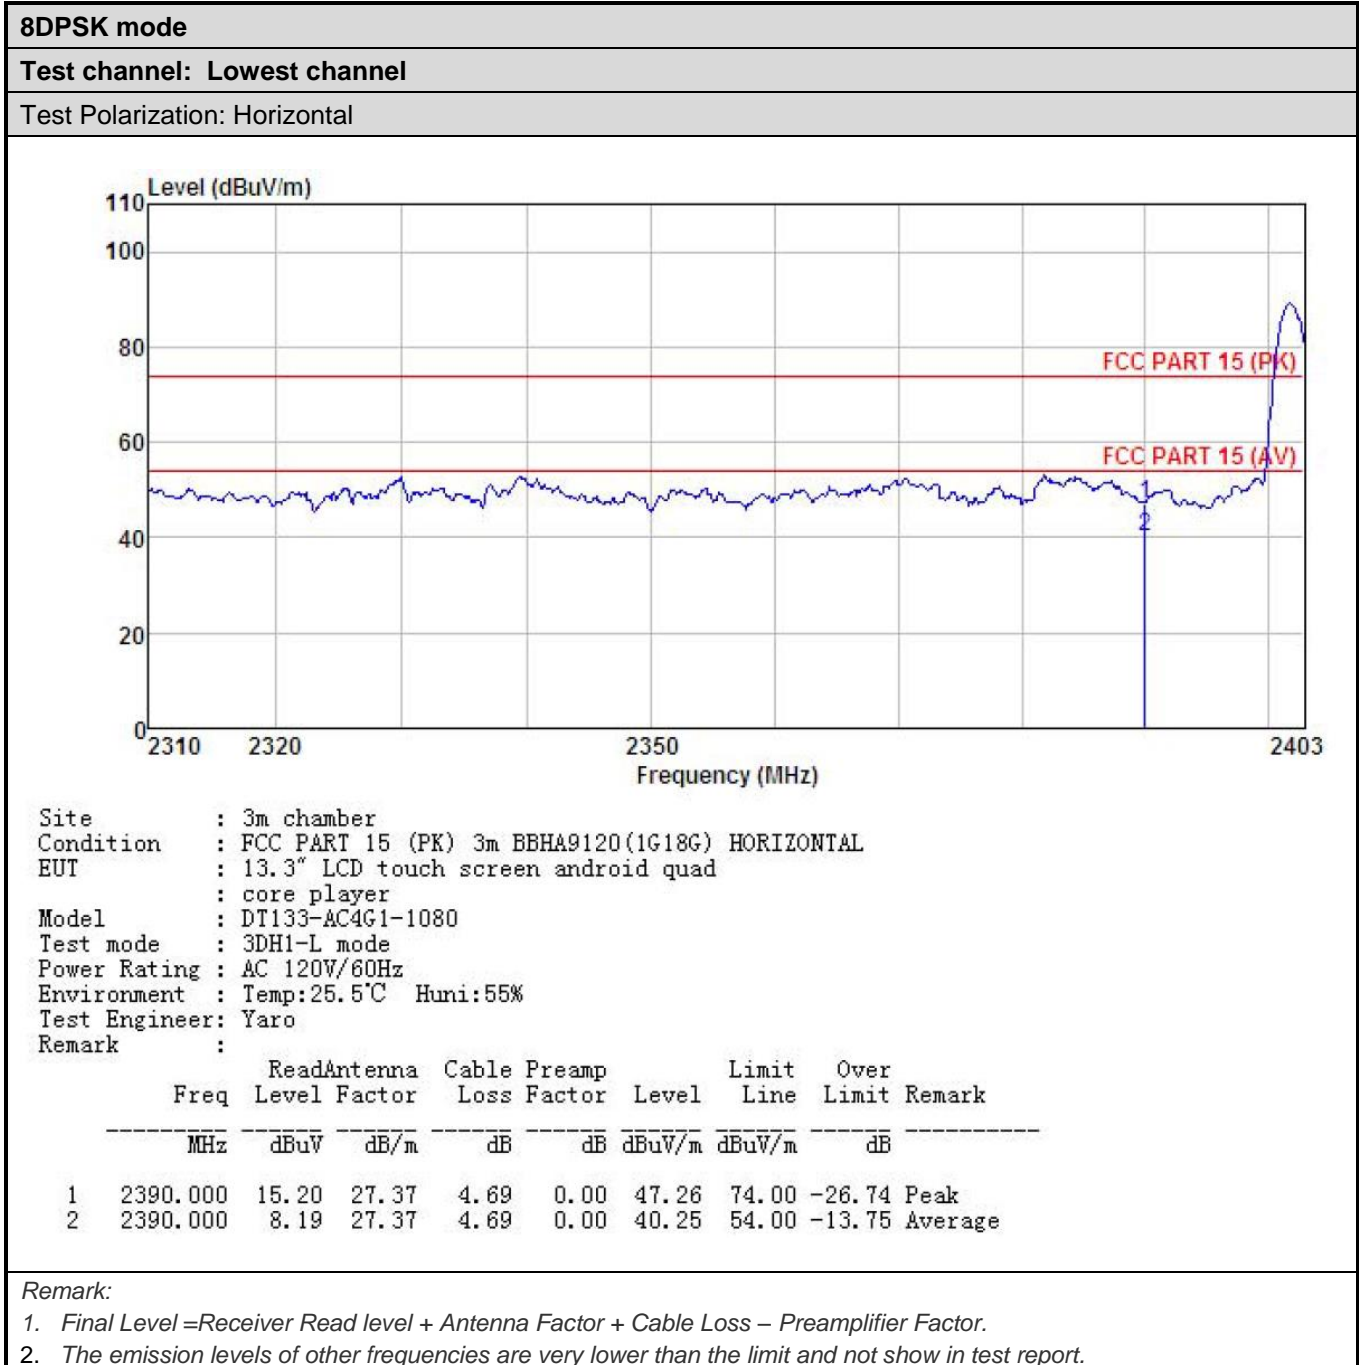 8DPSK mode
Test channel: Lowest channel
Test Polarization: Horizontal
Level (dBuV/m)
110
100
80
FCC PART 15 (PK)
60
FCC PART 15 (AV)
1
2
40
20
0
2310 2320 2350 2403
Frequency (MHz)
Site : 3m chamber
Condition : FCC PART 15 (PK) 3m BBHA9120(1G18G) HORIZONTAL
EUT : 13.3″ LCD touch screen android quad
: core player
Model : DT133-AC4G1-1080
Test mode : 3DH1-L mode
Power Rating : AC 120V/60Hz
Environment : Temp:25.5℃ Huni:55%
Test Engineer: Yaro
Remark :
ReadAntenna Cable Preamp Limit Over
Freq Level Factor Loss Factor Level Line Limit Remark
MHz dBuV dB/m dB dB dBuV/m dBuV/m dB
1 2390.000 15.20 27.37 4.69 0.00 47.26 74.00 -26.74 Peak
2 2390.000 8.19 27.37 4.69 0.00 40.25 54.00 -13.75 Average
Remark:
1. Final Level =Receiver Read level + Antenna Factor + Cable Loss – Preamplifier Factor.
2. The emission levels of other frequencies are very lower than the limit and not show in test report.